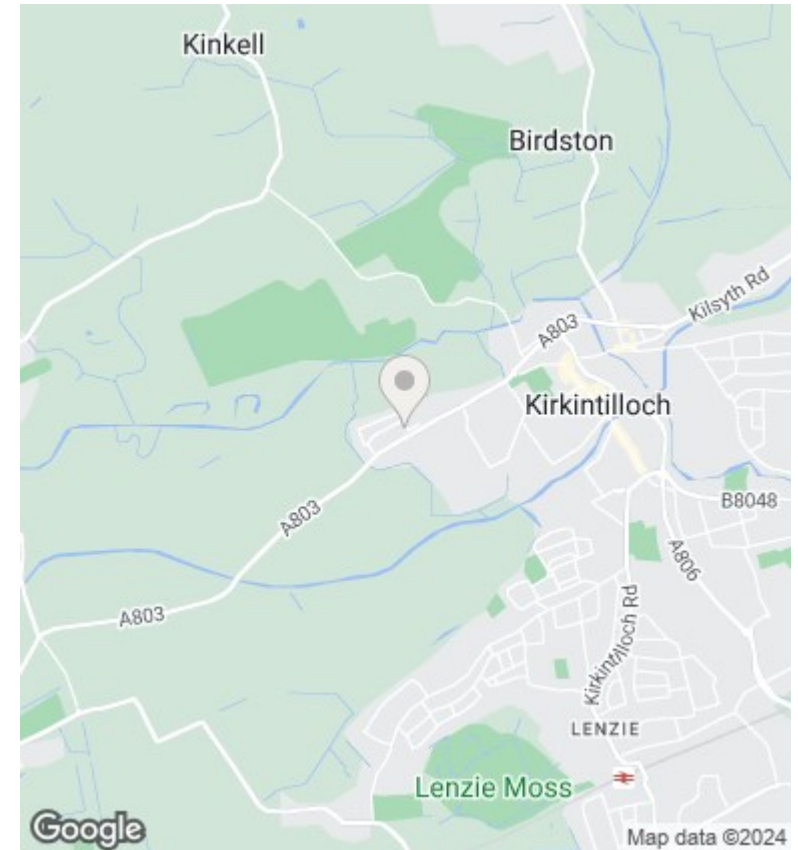 Kinkell
Birdston
Kilsyth Rd
A803
Kirkintilloch
B8048
A803
A806
A803
Kirkintilloch Rd
LENZIE
Lenzie Moss
Google
Map data ©2024